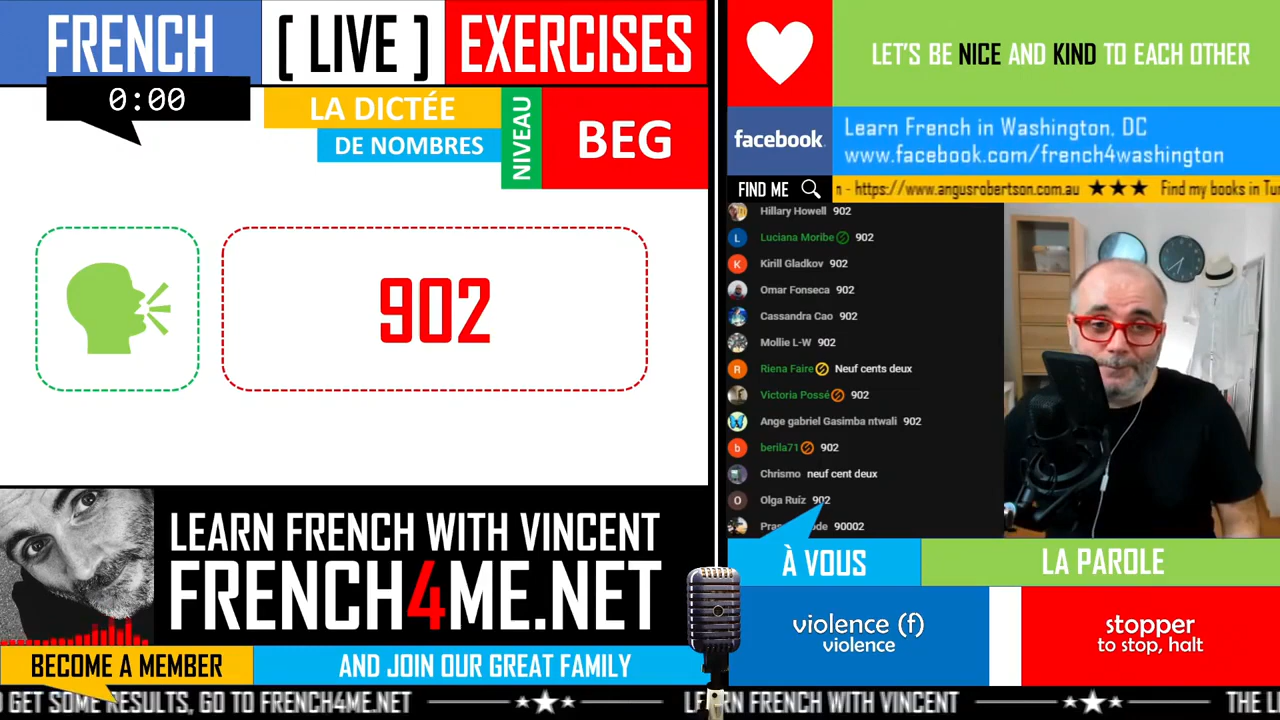 FRENCH
[ LIVE ]
EXERCISES
0:00
LA DICTÉE
DE NOMBRES
NIVEAU
BEG
902
LEARN FRENCH WITH VINCENT
FRENCH4ME.NET
BECOME A MEMBER
AND JOIN OUR GREAT FAMILY
LET'S BE NICE AND KIND TO EACH OTHER
facebook.
Learn French in Washington, DC
www.facebook.com/french4washington
FIND ME
- https://www.angusrobertson.com.au ★★★ Find my books in
Hillary Howell 902
L Luciana Moribe 902
K Kirill Gladkov 902
Omar Fonseca 902
Cassandra Cao 902
Mollie L-W 902
R Riena Faire Neuf cents deux
Victoria Possé 902
Ange gabriel Gasimba ntwali 902
b berila71 902
Chrismo neuf cent deux
O Olga Ruíz 902
90002
À VOUS
LA PAROLE
violence (f)
violence
stopper
to stop, halt
GET SOME RESULTS, GO TO FRENCH4ME.NET ★ LEARN FRENCH WITH VINCENT ★ THE